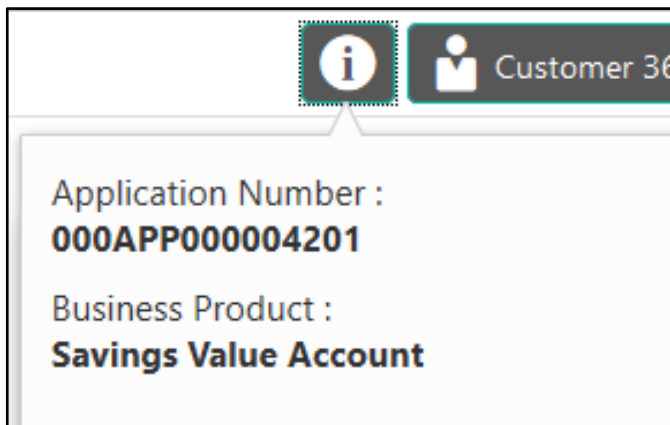 Customer 36
Application Number :
000APP000004201
Business Product :
Savings Value Account